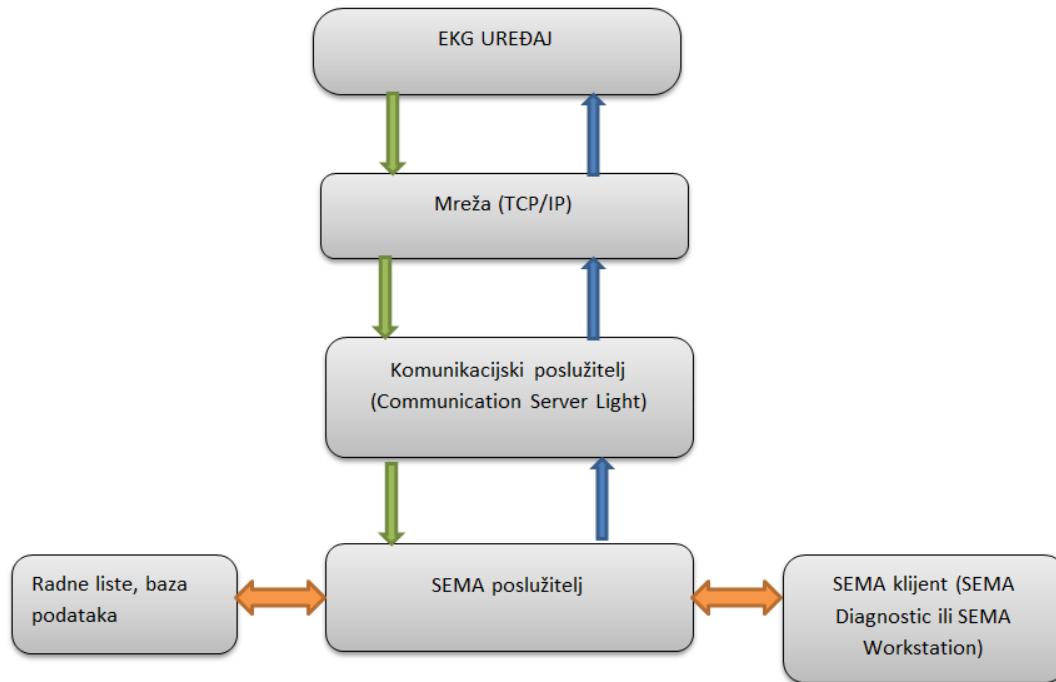 EKG UREĐAJ
Mreža (TCP/IP)
Komunikacijski poslužitelj
(Communication Server Light)
Radne liste, baza
podataka
SEMA poslužitelj
SEMA klijent (SEMA
Diagnostic ili SEMA
Workstation)